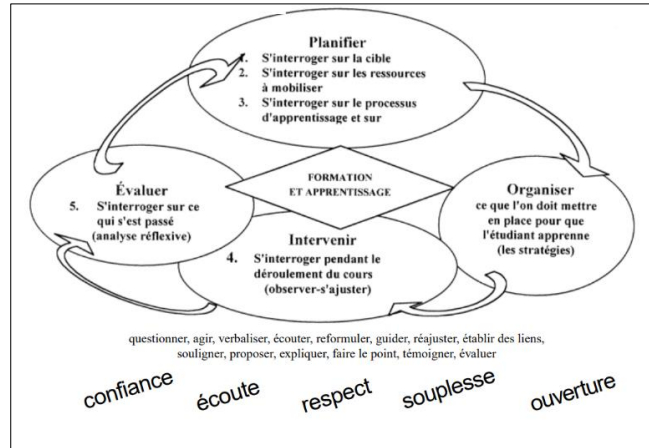 Planifier
1. S'interroger sur la cible
2. S'interroger sur les ressources
à mobiliser
3. S'interroger sur le processus
d'apprentissage et sur
FORMATION
ET APPRENTISSAGE
Évaluer
5. S'interroger sur ce
qui s'est passé
(analyse réflexive)
Organiser
ce que l'on doit mettre
en place pour que
l'étudiant apprenne
(les stratégies)
Intervenir
4. S'interroger pendant le
déroulement du cours
(observer-s'ajuster)
questionner, agir, verbaliser, écouter, reformuler, guider, réajuster, établir des liens,
souligner, proposer, expliquer, faire le point, témoigner, évaluer
confiance écoute respect souplesse ouverture